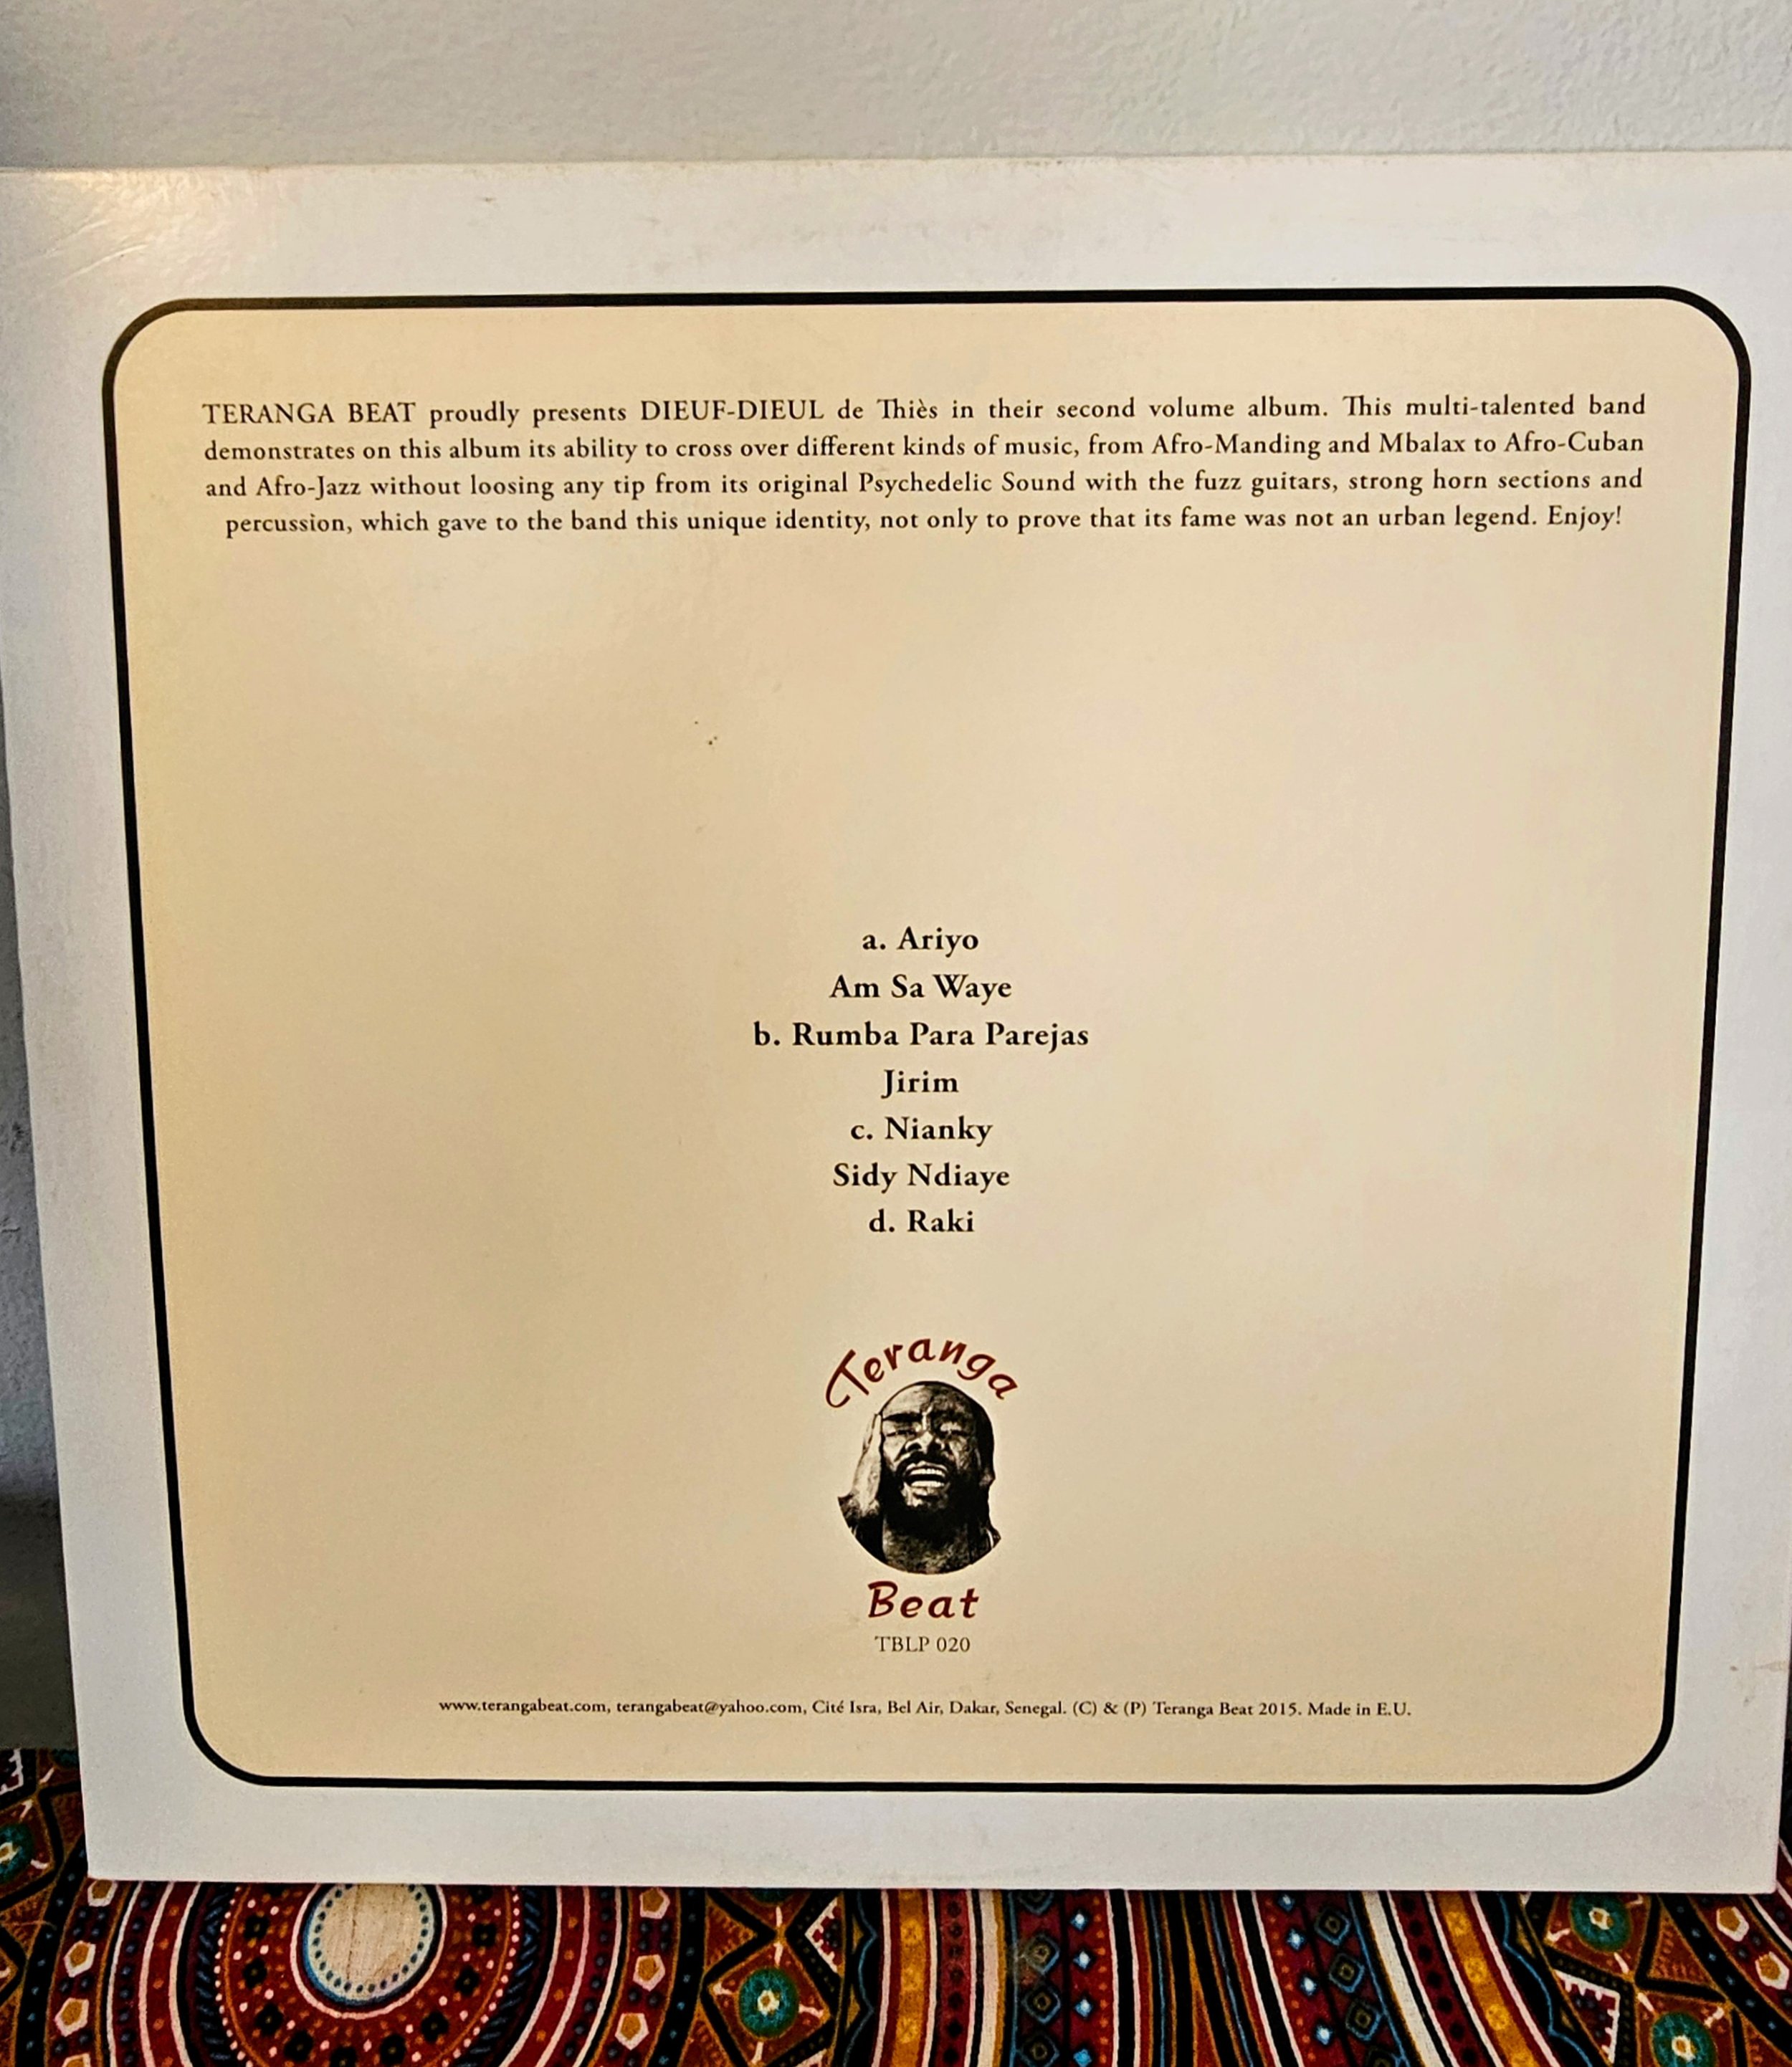 TERANGA BEAT proudly presents DIEUF-DIEUL de Thiès in their second volume album. This multi-talented band
demonstrates on this album its ability to cross over different kinds of music, from Afro-Manding and Mbalax to Afro-Cuban
and Afro-Jazz without loosing any tip from its original Psychedelic Sound with the fuzz guitars, strong horn sections and
percussion, which gave to the band this unique identity, not only to prove that its fame was not an urban legend. Enjoy!
a. Ariyo
Am Sa Waye
b. Rumba Para Parejas
Jirim
c. Nianky
Sidy Ndiaye
d. Raki
Teranga
Beat
TBLP 020
www.terangabeat.com, terangabeat@yahoo.com, Cité Isra, Bel Air, Dakar, Senegal. (C) & (P) Teranga Beat 2015. Made in E.U.